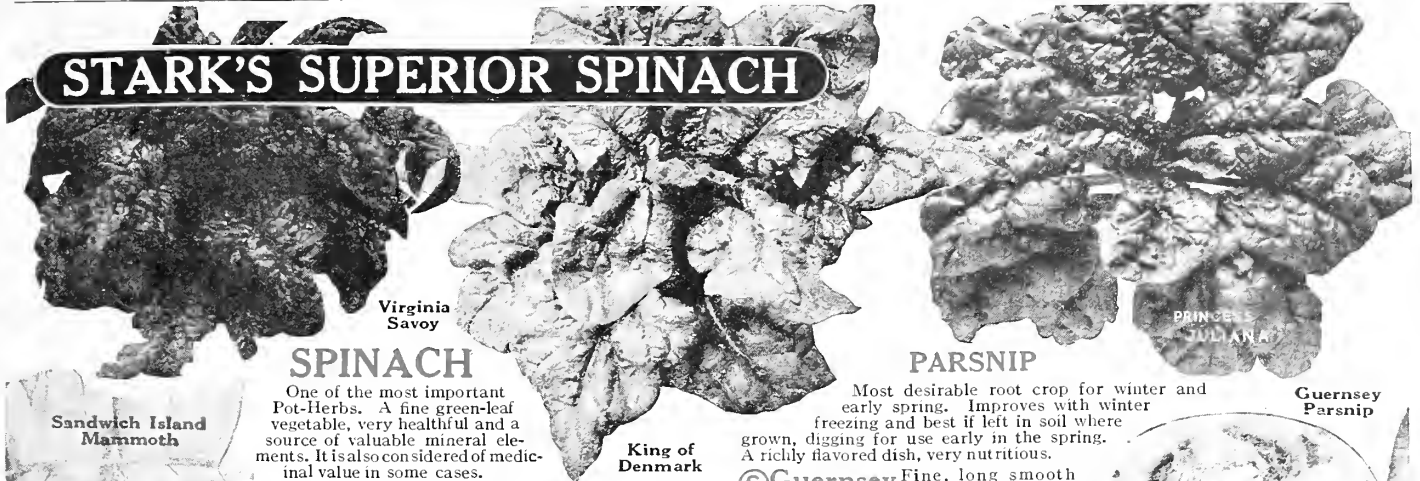 STARK'S SUPERIOR SPINACH
Virginia
Savoy
SPINACH
One of the most important
Pot-Herbs. A fine green-leaf
vegetable, very healthful and a
source of valuable mineral ele-
ments. It is also considered of medic-
inal value in some cases.
Sandwich Island
Mammoth
King of
Denmark
PRINCESS
JULIANA
PARSNIP
Most desirable root crop for winter and
early spring. Improves with winter
freezing and best if left in soil where
grown, digging for use early in the spring.
A richly flavored dish, very nutritious.
©Guernsey Fine, long smooth
Guernsey
Parsnip